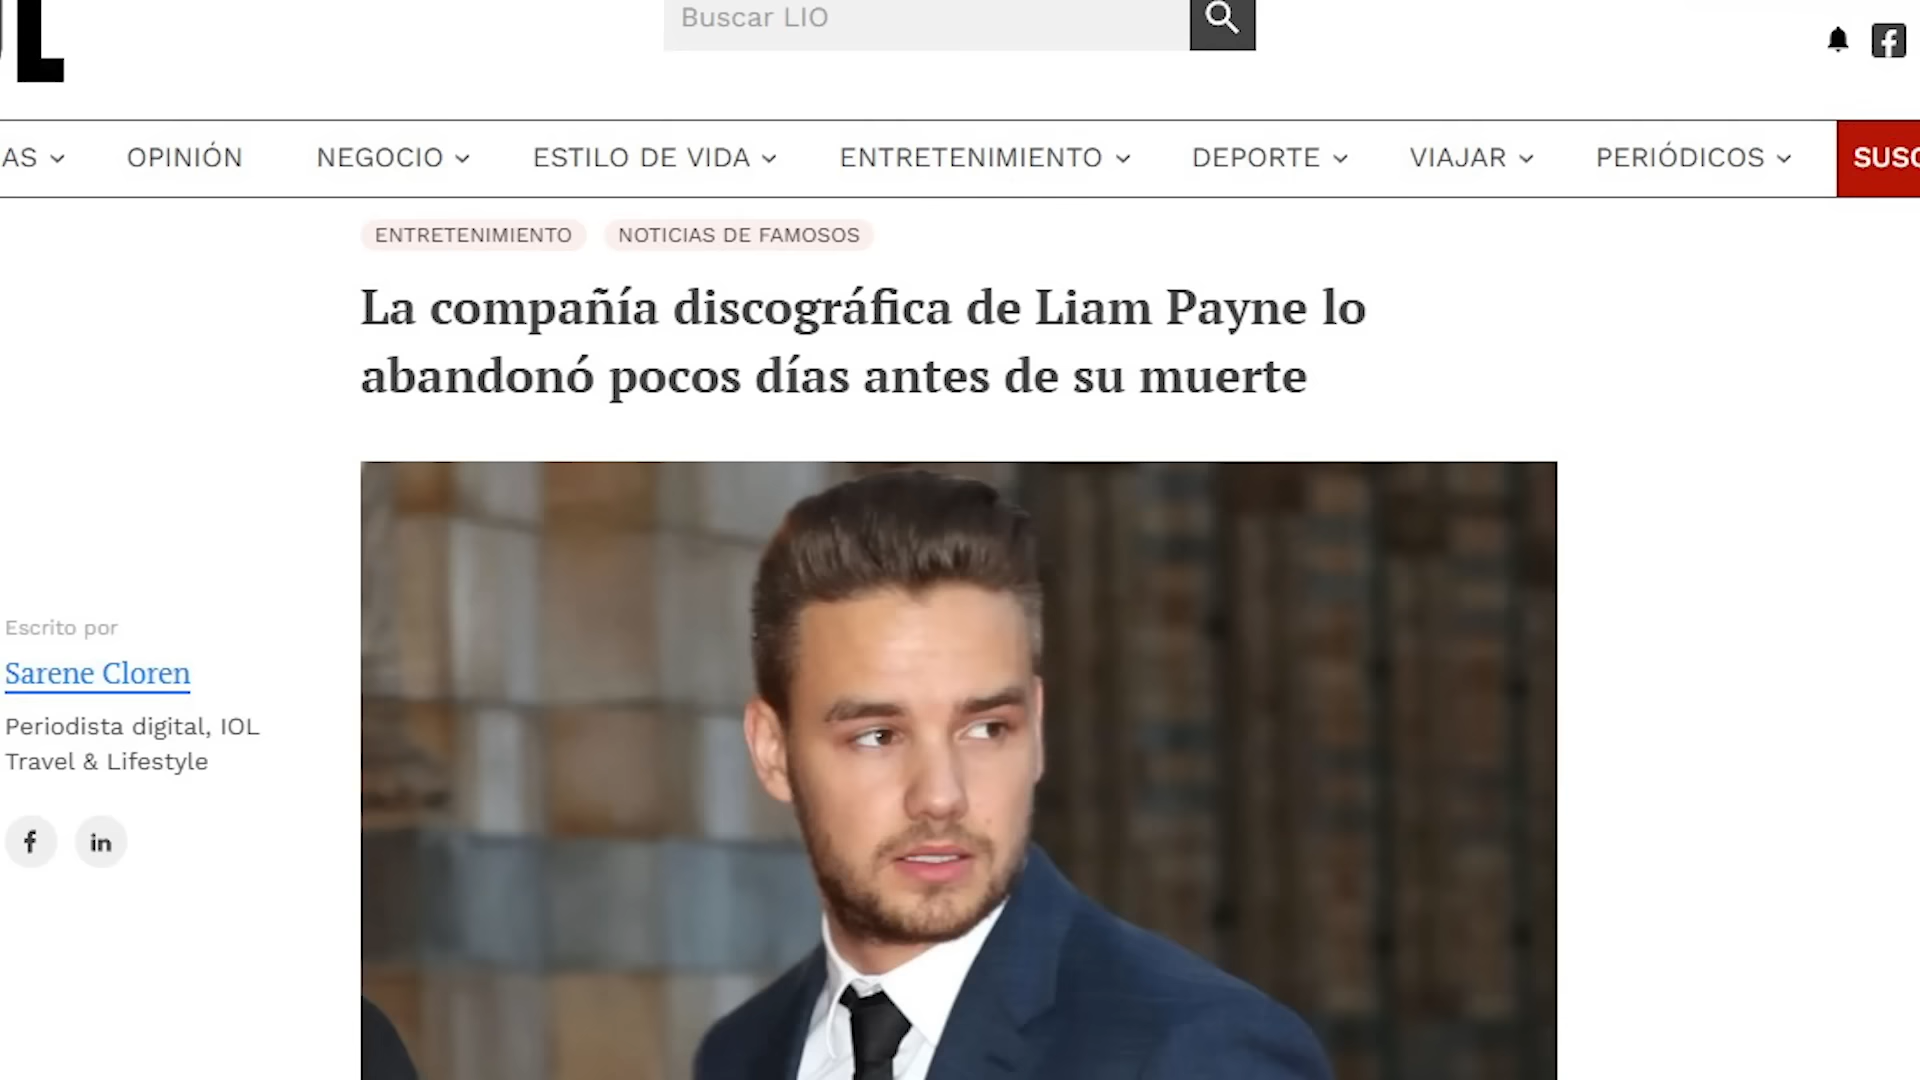 Buscar LIO
AS OPINIÓN NEGOCIO ESTILO DE VIDA ENTRETENIMIENTO DEPORTE VIAJAR PERIÓDICOS SUSC
ENTRETENIMIENTO NOTICIAS DE FAMOSOS
La compañía discográfica de Liam Payne lo
abandonó pocos días antes de su muerte
Escrito por
Sarene Cloren
Periodista digital, IOL
Travel & Lifestyle
f in